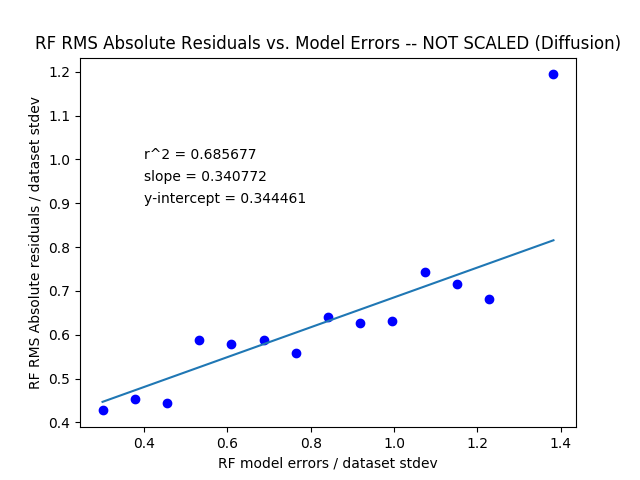 RF RMS Absolute Residuals vs. Model Errors -- NOT SCALED (Diffusion)
RF RMS Absolute residuals / dataset stdev
1.2
1.1
1.0
0.9
0.8
0.7
0.6
0.5
0.4
r^2 = 0.685677
slope = 0.340772
y-intercept = 0.344461
0.4 0.6 0.8 1.0 1.2 1.4
RF model errors / dataset stdev